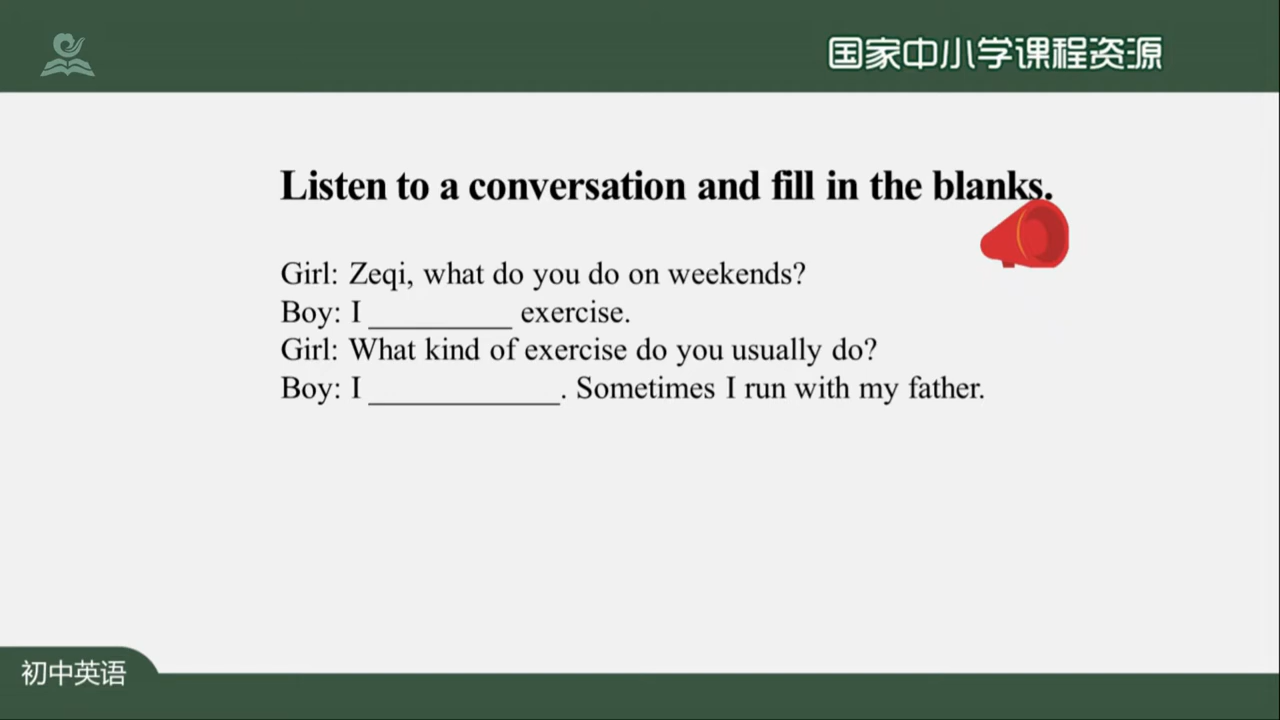 国家中小学课程资源
Listen to a conversation and fill in the blanks.
Girl: Zeqi, what do you do on weekends?
Boy: I __________ exercise.
Girl: What kind of exercise do you usually do?
Boy: I _____________. Sometimes I run with my father.
初中英语